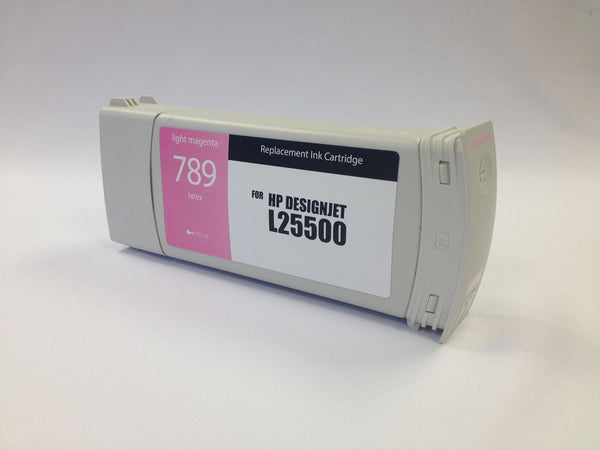 light magenta
789
latex
Replacement Ink Cartridge
FOR HP DESIGNJET
L25500